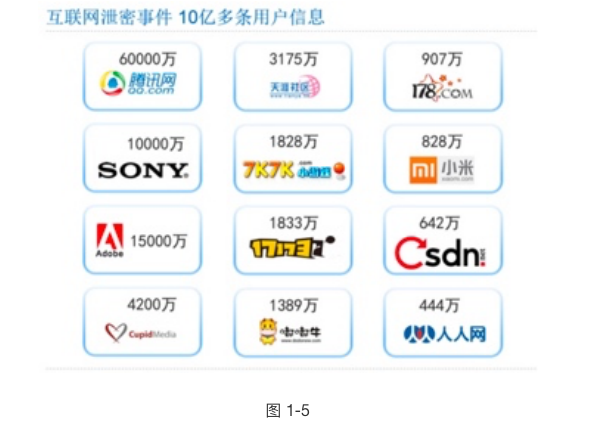 互联网泄密事件 10亿多条用户信息
60000万
腾讯网
QQ.com
3175万
天涯社区
907万
178.COM
10000万
SONY
1828万
7K7K.com 小游戏
828万
mi 小米
xiaomi.com
Adobe
15000万
1833万
17173
642万
Csdn.net
4200万
CupidMedia
1389万
嘟嘟牛
444万
人人网
图 1-5